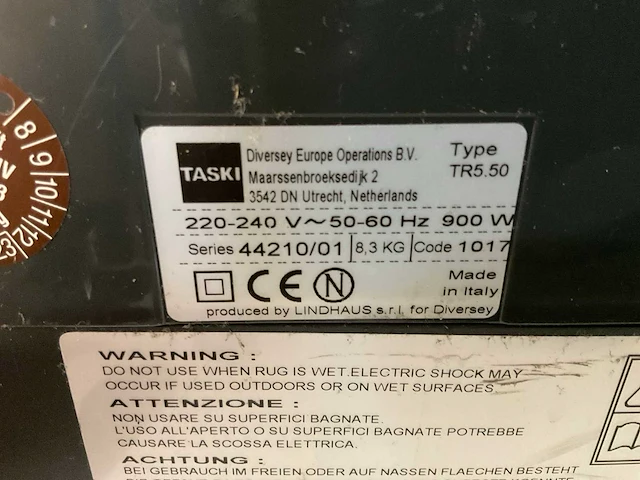 8/9/10/11/12
TASKI
Diversey Europe Operations B.V.
Maarssenbroeksedijk 2
3542 DN Utrecht, Netherlands
Type
TR5.50
220-240 V~50-60 Hz 900 W
Series 44210/01 8,3 KG Code 1017
CE N
Made
in Italy
produced by LINDHAUS s.r.l. for Diversey
WARNING :
DO NOT USE WHEN RUG IS WET.ELECTRIC SHOCK MAY
OCCUR IF USED OUTDOORS OR ON WET SURFACES
ATTENZIONE :
NON USARE SU SUPERFICI BAGNATE.
L'USO ALL'APERTO O SU SUPERFICI BAGNATE POTREBBE
CAUSARE LA SCOSSA ELETTRICA.
ACHTUNG :
BEI GEBRAUCH IM FREIEN ODER AUF NASSEN FLAECHEN BESTEHT